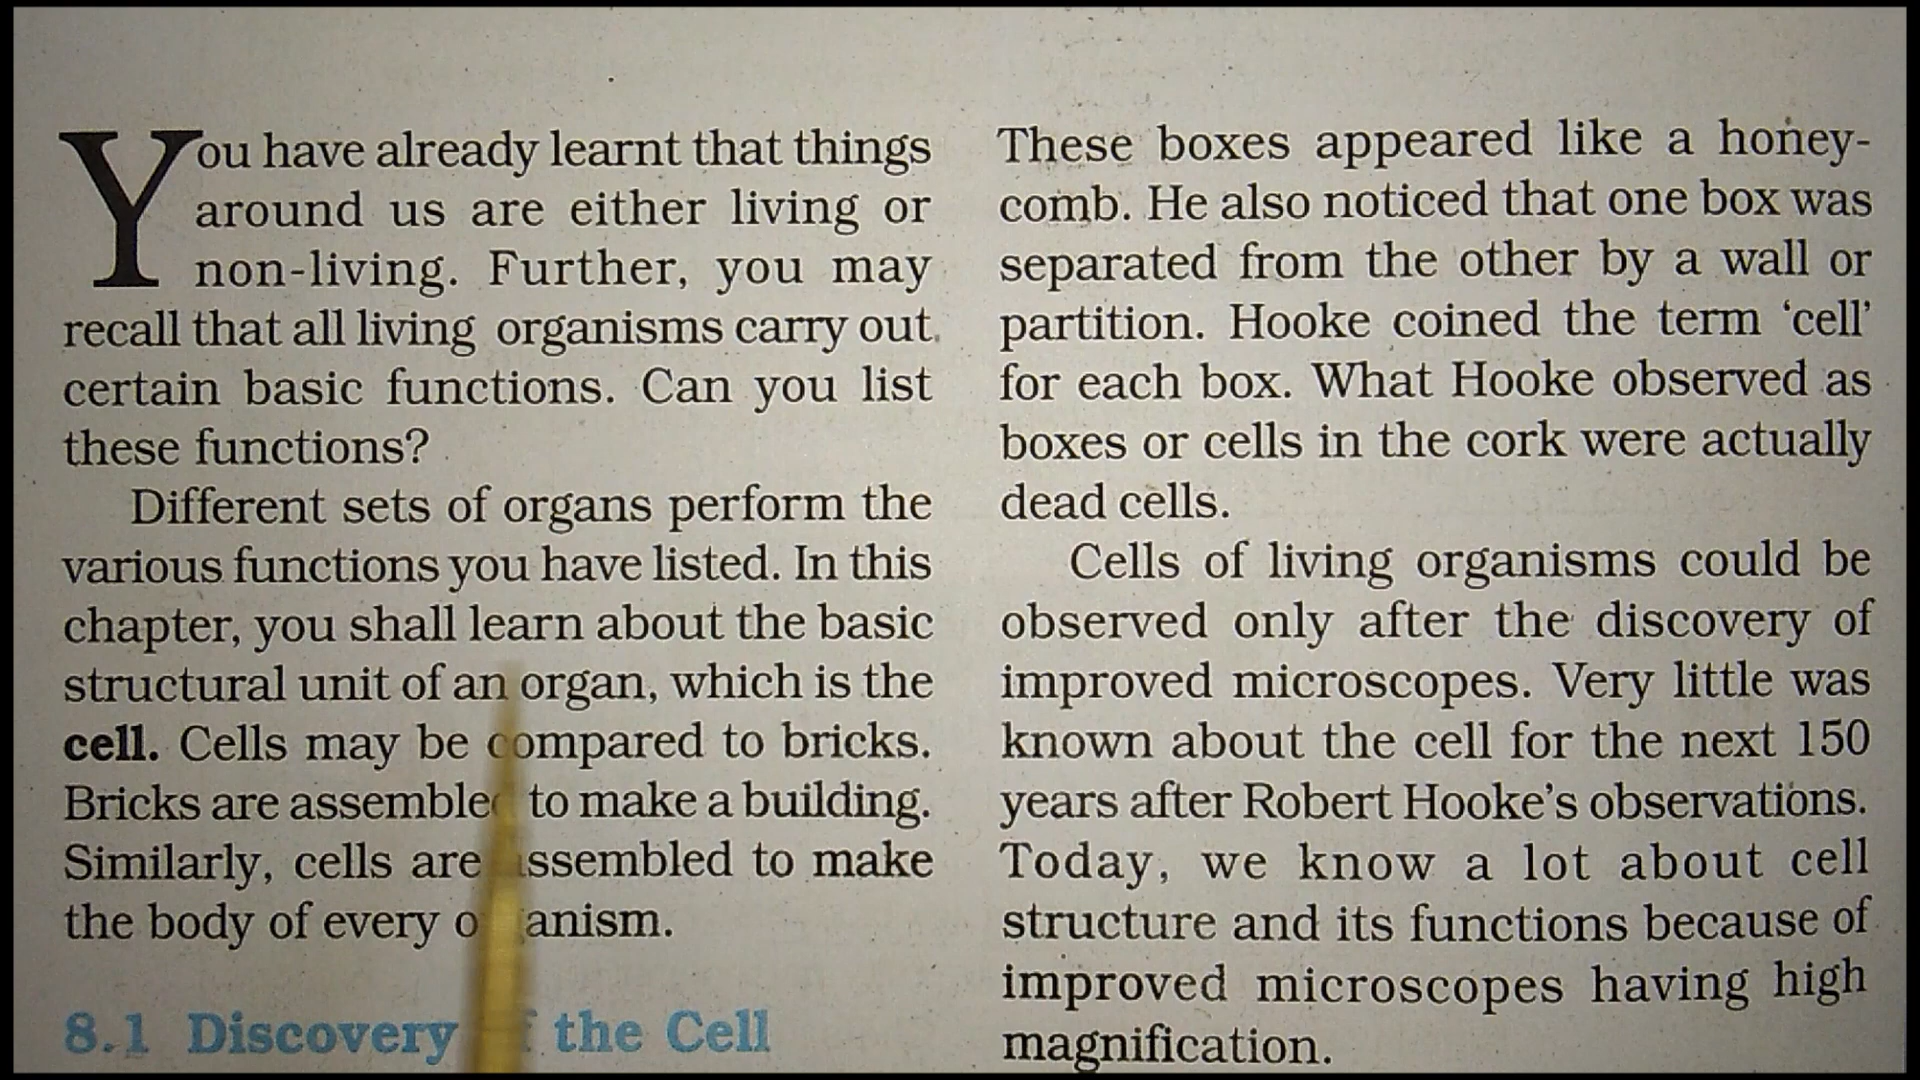 You have already learnt that things
around us are either living or
non-living. Further, you may
recall that all living organisms carry out
certain basic functions. Can you list
these functions?
Different sets of organs perform the
various functions you have listed. In this
chapter, you shall learn about the basic
structural unit of an organ, which is the
cell. Cells may be compared to bricks.
Bricks are assembled to make a building.
Similarly, cells are assembled to make
the body of every organism.
8.1 Discovery of the Cell
These boxes appeared like a honey-
comb. He also noticed that one box was
separated from the other by a wall or
partition. Hooke coined the term ‘cell’
for each box. What Hooke observed as
boxes or cells in the cork were actually
dead cells.
Cells of living organisms could be
observed only after the discovery of
improved microscopes. Very little was
known about the cell for the next 150
years after Robert Hooke’s observations.
Today, we know a lot about cell
structure and its functions because of
improved microscopes having high
magnification.